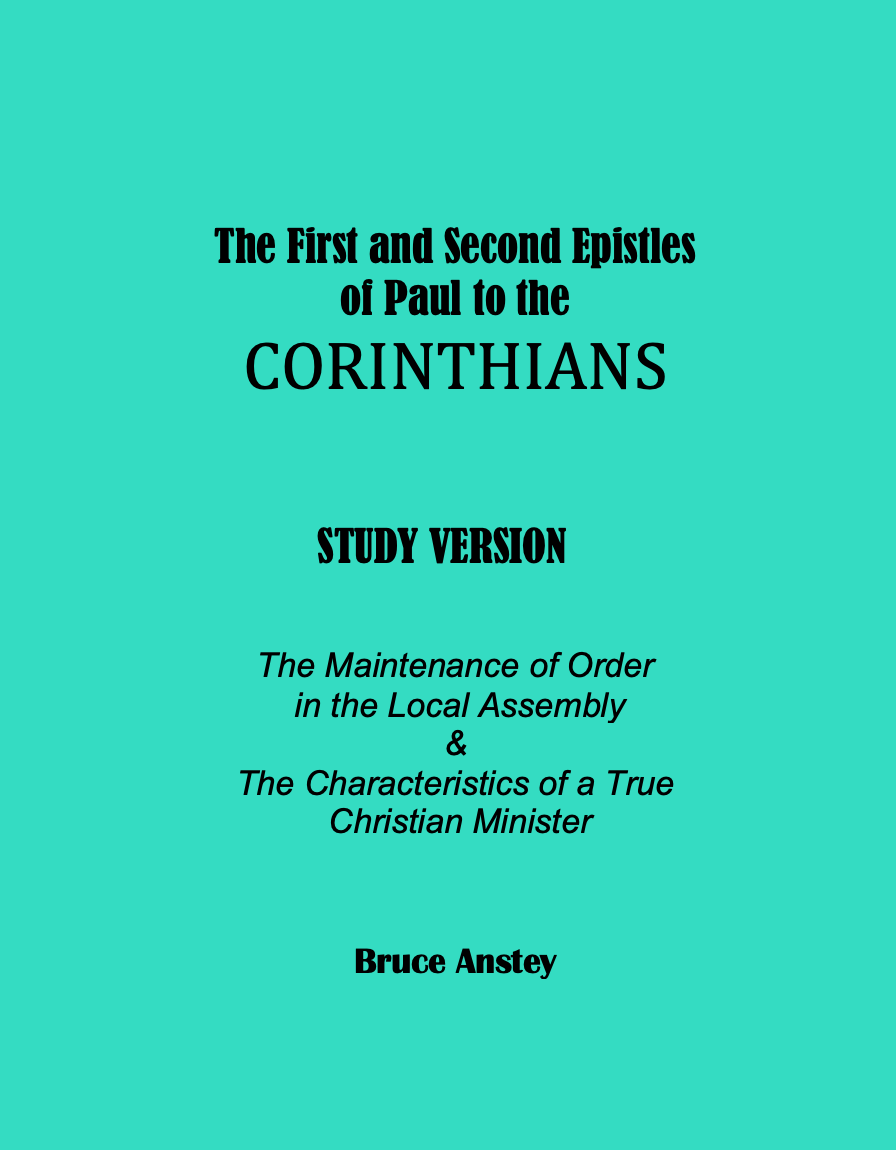 The First and Second Epistles
of Paul to the
CORINTHIANS
STUDY VERSION
The Maintenance of Order
in the Local Assembly
&
The Characteristics of a True
Christian Minister
Bruce Anstey